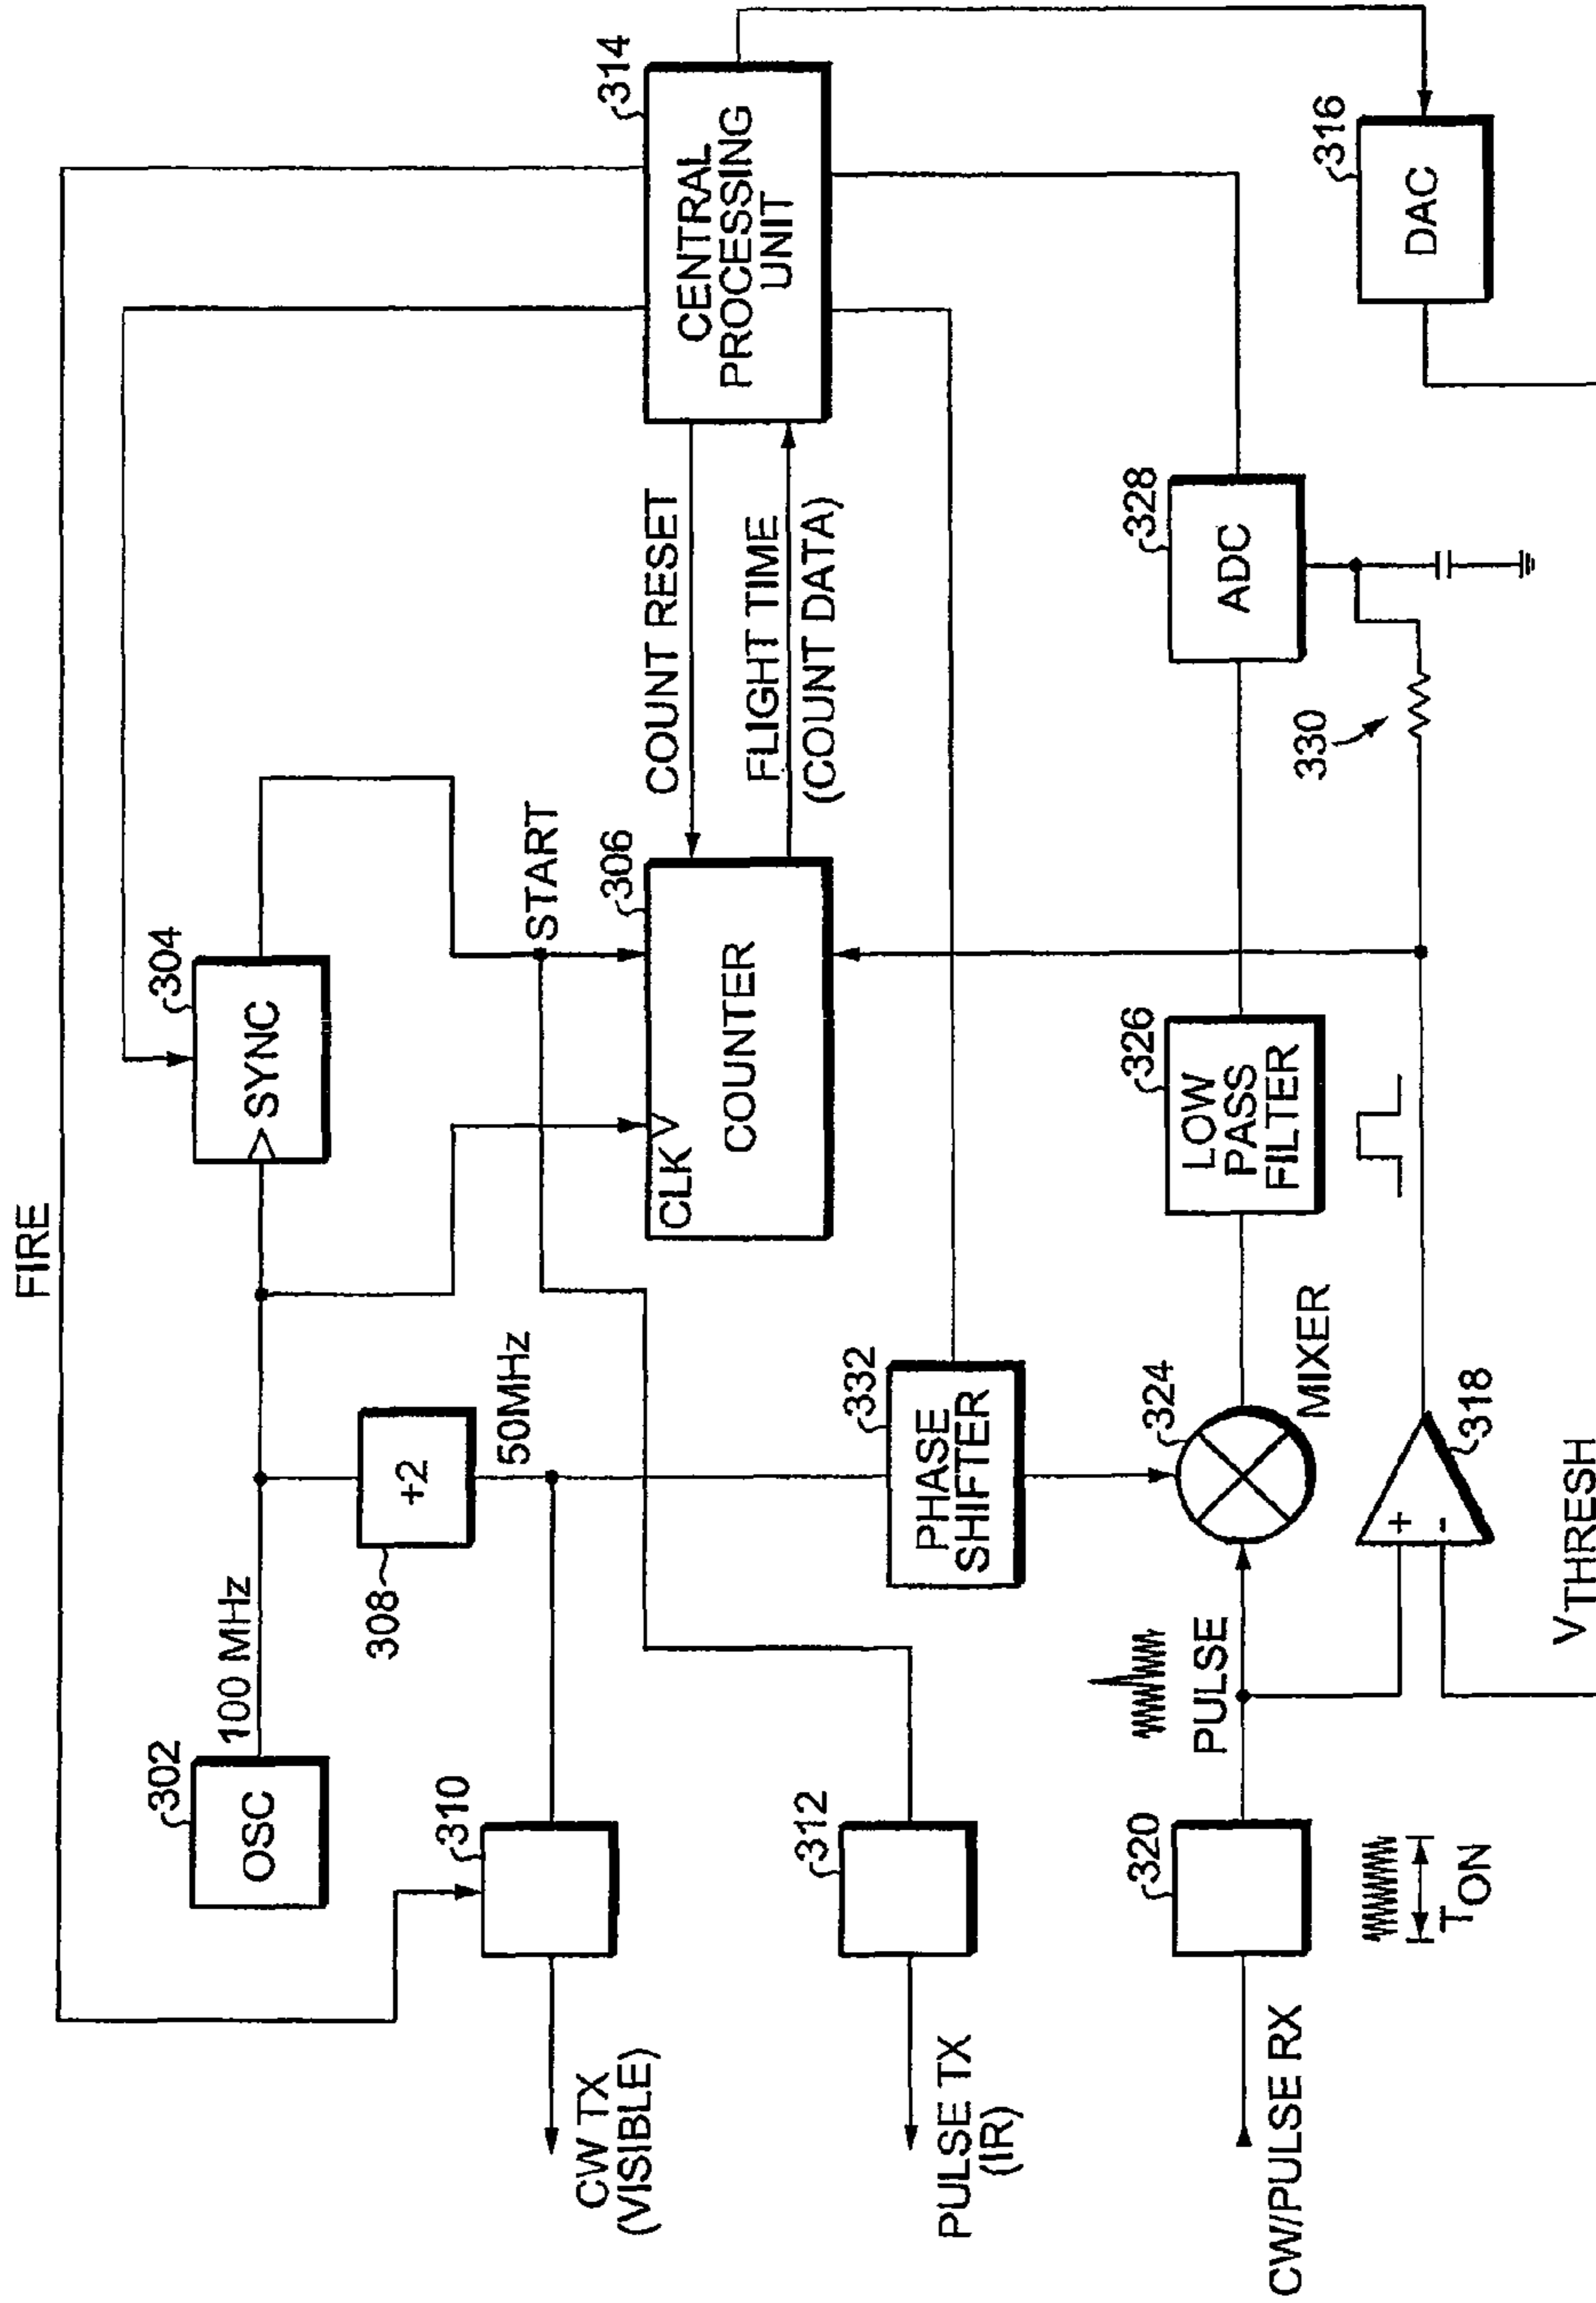 FIRE
302
OSC
100 MHz
304
SYNC
308
+2
50MHz
310
CW TX
(VISIBLE)
START
306
CLK
COUNTER
COUNT RESET
FLIGHT TIME
(COUNT DATA)
314
CENTRAL
PROCESSING
UNIT
312
PULSE TX
(IR)
332
PHASE
SHIFTER
320
CW/PULSE RX
TON
PULSE
324
MIXER
326
LOW
PASS
FILTER
328
ADC
330
316
DAC
318
+
-
VTHRESH